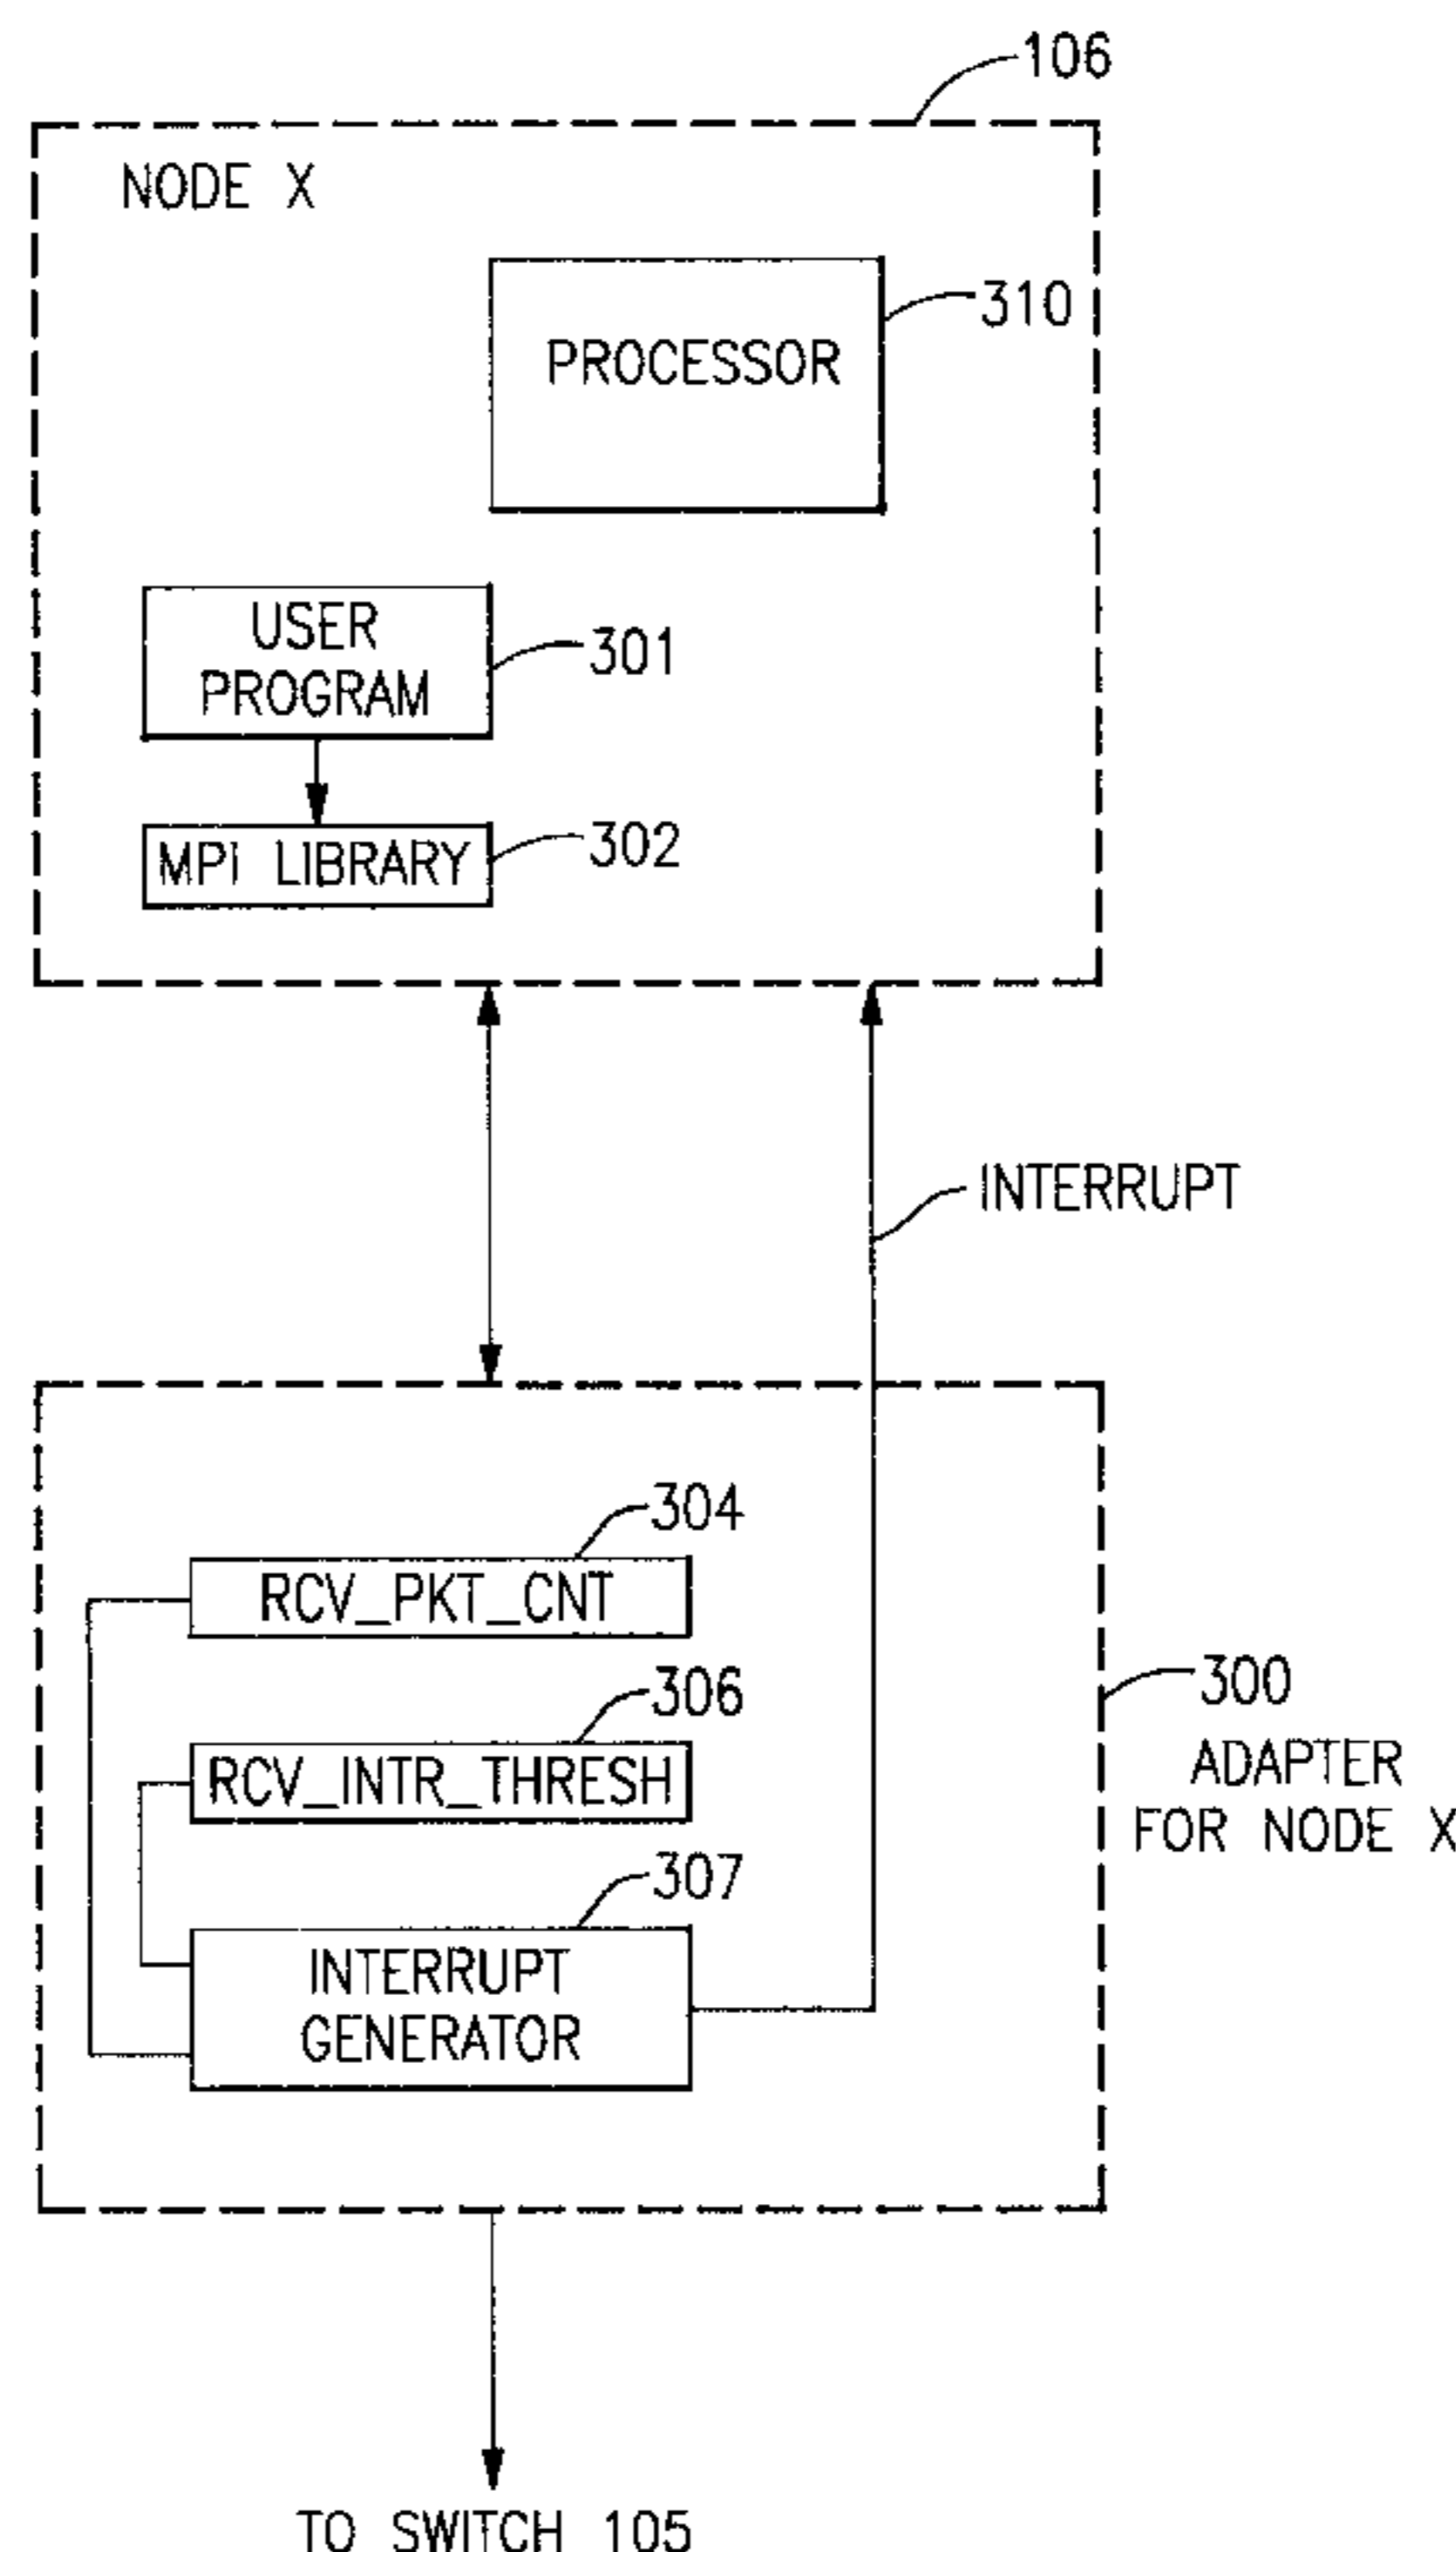 106
NODE X
310
PROCESSOR
USER
PROGRAM
301
MPI LIBRARY
302
INTERRUPT
304
RCV_PKT_CNT
306
RCV_INTR_THRESH
300
ADAPTER
FOR NODE X
307
INTERRUPT
GENERATOR
TO SWITCH 105